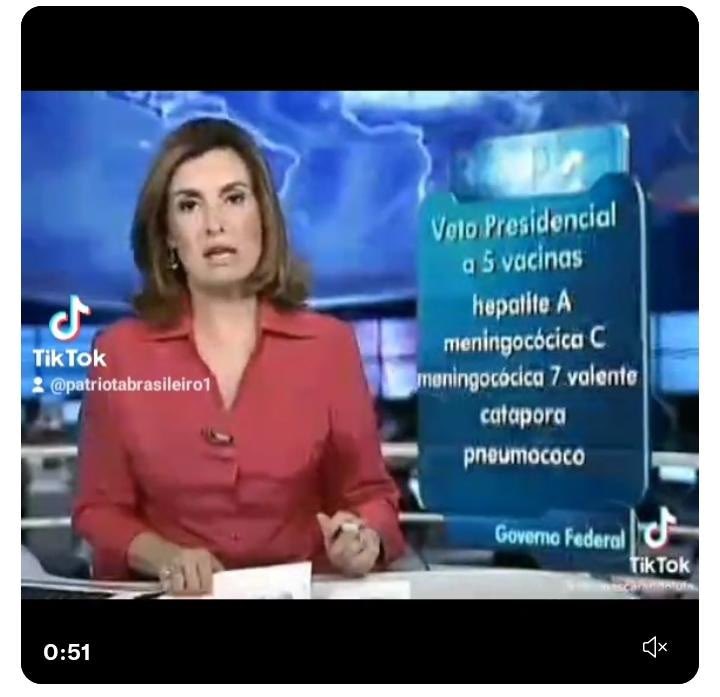 Veto Presidencial
a 5 vacinas
hepatite A
meningocócica C
meningocócica 7 valente
catapora
pneumococo
Governo Federal
TikTok
@patriotabrasileiro1
TikTok
0:51